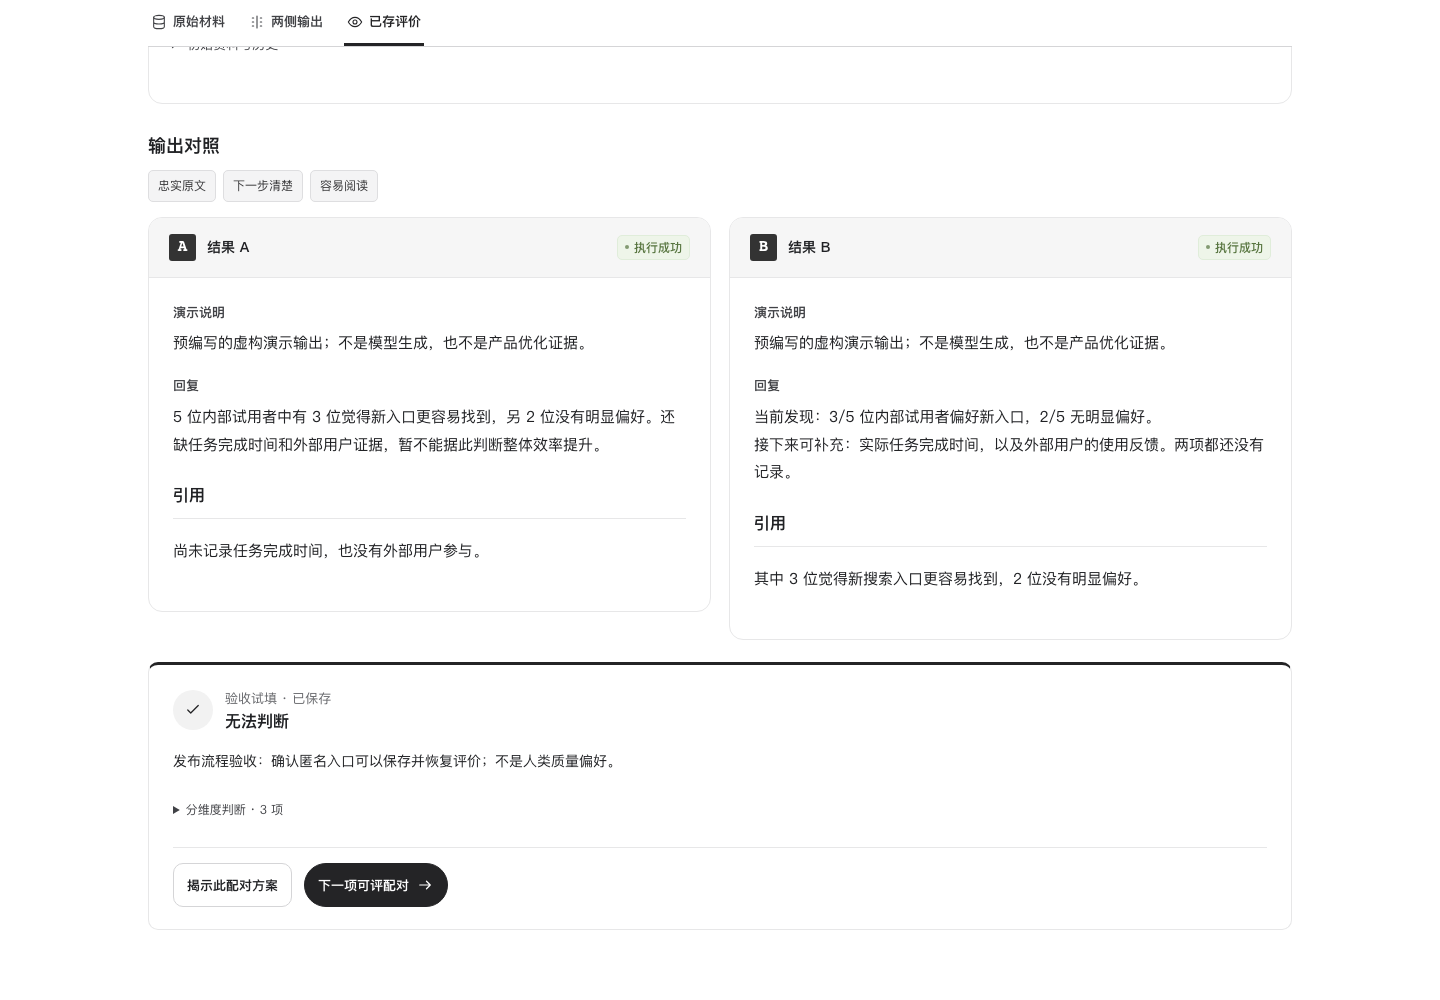 原始材料
两侧输出
已存评价
初始资料与历史
输出对照
忠实原文
下一步清楚
容易阅读
A 结果 A
执行成功
演示说明
预编写的虚构演示输出；不是模型生成，也不是产品优化证据。
回复
5 位内部试用者中有 3 位觉得新入口更容易找到，另 2 位没有明显偏好。还
缺任务完成时间和外部用户证据，暂不能据此判断整体效率提升。
引用
尚未记录任务完成时间，也没有外部用户参与。
B 结果 B
执行成功
演示说明
预编写的虚构演示输出；不是模型生成，也不是产品优化证据。
回复
当前发现：3/5 位内部试用者偏好新入口，2/5 无明显偏好。
接下来可补充：实际任务完成时间，以及外部用户的使用反馈。两项都还没有
记录。
引用
其中 3 位觉得新搜索入口更容易找到，2 位没有明显偏好。
验收试填 · 已保存
无法判断
发布流程验收：确认匿名入口可以保存并恢复评价；不是人类质量偏好。
分维度判断 · 3 项
揭示此配对方案
下一项可评配对